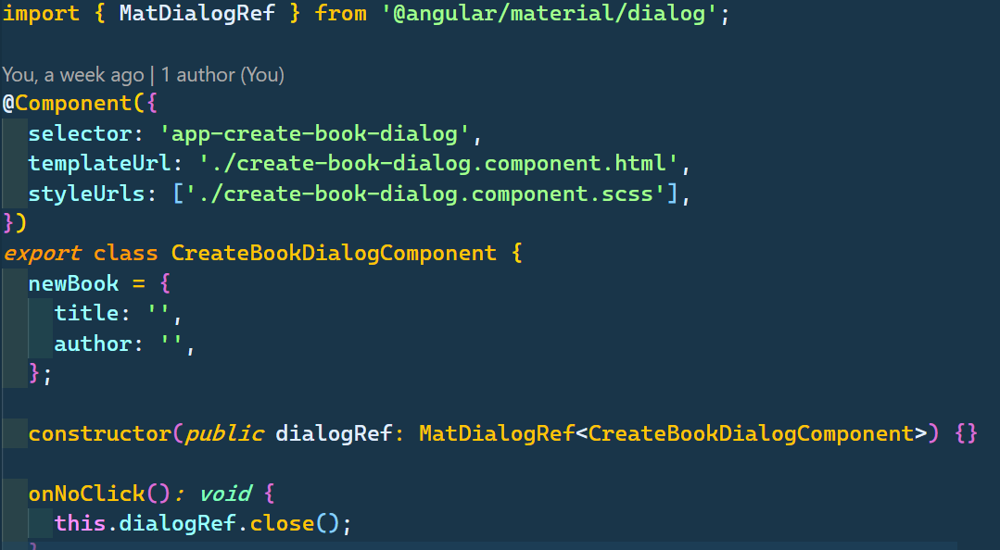 import { MatDialogRef } from '@angular/material/dialog';
You, a week ago | 1 author (You)
@Component({
  selector: 'app-create-book-dialog',
  templateUrl: './create-book-dialog.component.html',
  styleUrls: ['./create-book-dialog.component.scss'],
})
export class CreateBookDialogComponent {
  newBook = {
    title: '',
    author: '',
  };
  constructor(public dialogRef: MatDialogRef<CreateBookDialogComponent>) {}
  onNoClick(): void {
    this.dialogRef.close();